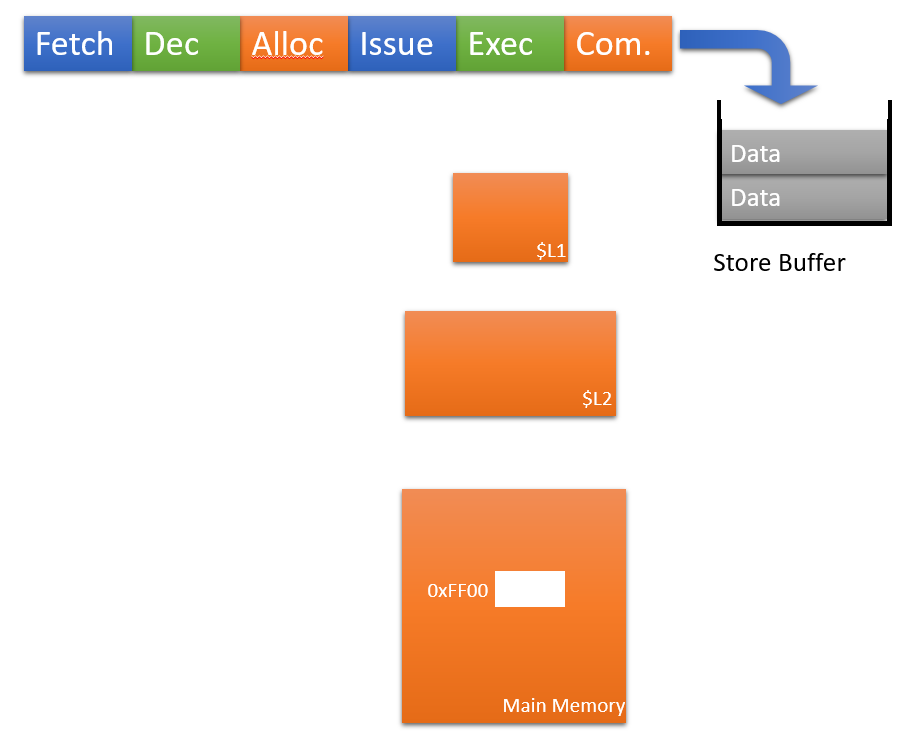 Fetch Dec Alloc Issue Exec Com.
Data
Data
$L1
Store Buffer
$L2
0xFF00
Main Memory